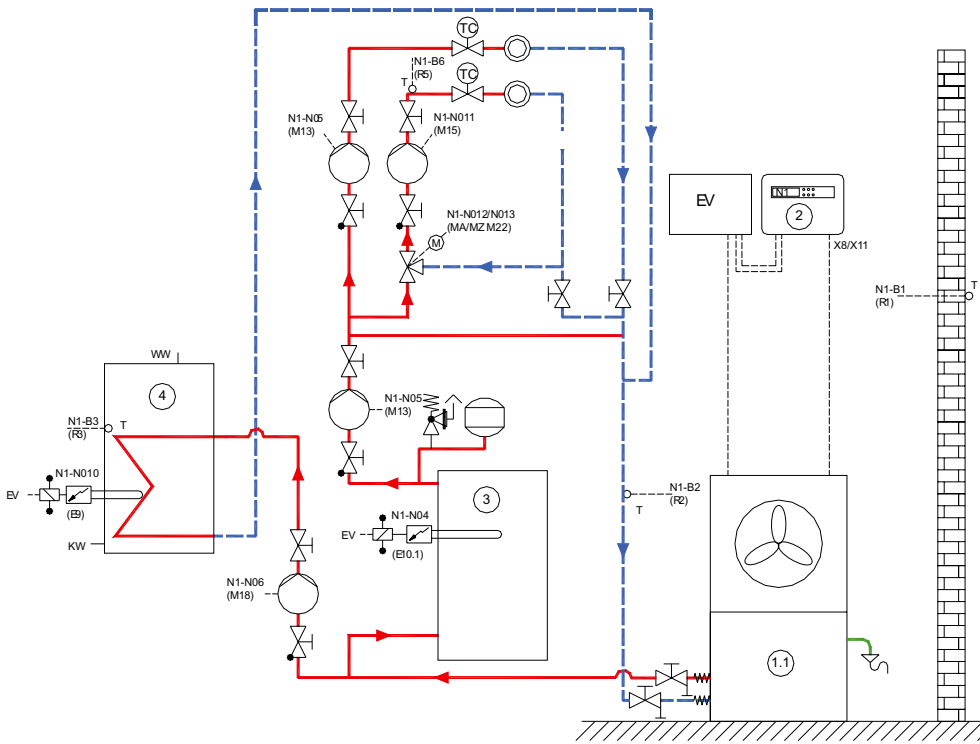 TC
N1-B6
(R5)
T
TC
N1-N05
(M13)
N1-N011
(M15)
EV
N1
2
N1-N012/N013
(MA/MZ M22)
M
X8/X11
N1-B1
(R1)
T
WW
4
N1-B3
(R3)
T
N1-N05
(M13)
N1-N010
EV
(E9)
3
N1-B2
(R2)
T
N1-N04
EV
(E10.1)
KW
N1-N06
(M18)
1.1